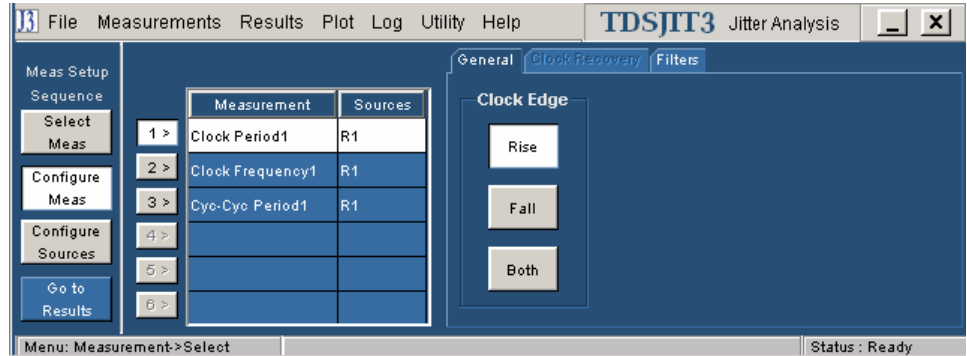 J3 File Measurements Results Plot Log Utility Help TDSJIT3 Jitter Analysis
Meas Setup
Sequence
Select
Meas
Configure
Meas
Configure
Sources
Go to
Results
Measurement Sources
1 > Clock Period1 R1
2 > Clock Frequency1 R1
3 > Cyc-Cyc Period1 R1
4 >
5 >
6 >
General Clock Recovery Filters
Clock Edge
Rise
Fall
Both
Menu: Measurement->Select Status : Ready